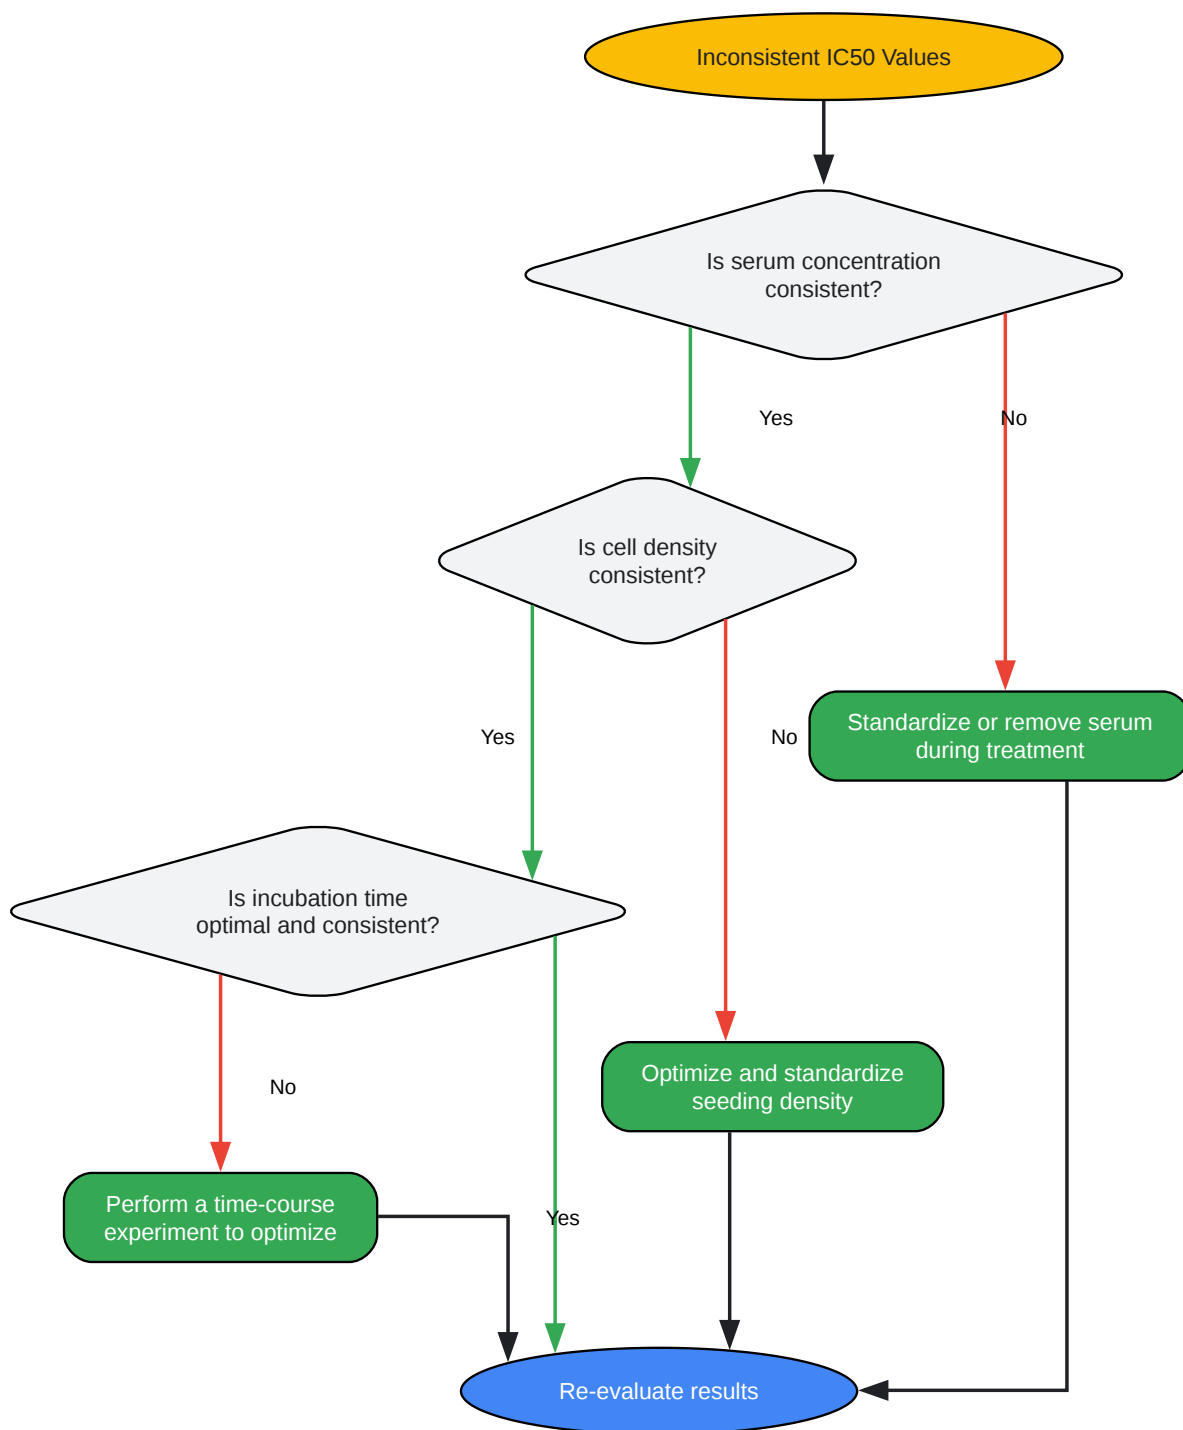 Inconsistent IC50 Values
Is serum concentration
consistent?
Yes
No
Is cell density
consistent?
Yes
No
Standardize or remove serum
during treatment
Is incubation time
optimal and consistent?
No
Optimize and standardize
seeding density
Perform a time-course
experiment to optimize
Yes
Re-evaluate results